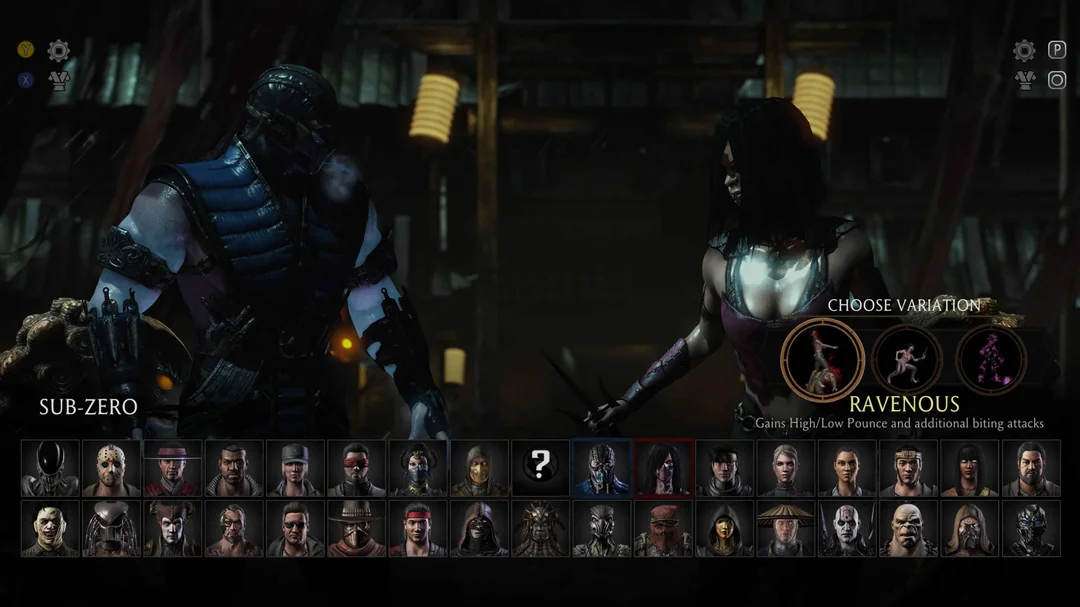 Y
X
P
CHOOSE VARIATION
SUB-ZERO
RAVENOUS
Gains High/Low Pounce and additional biting attacks
?